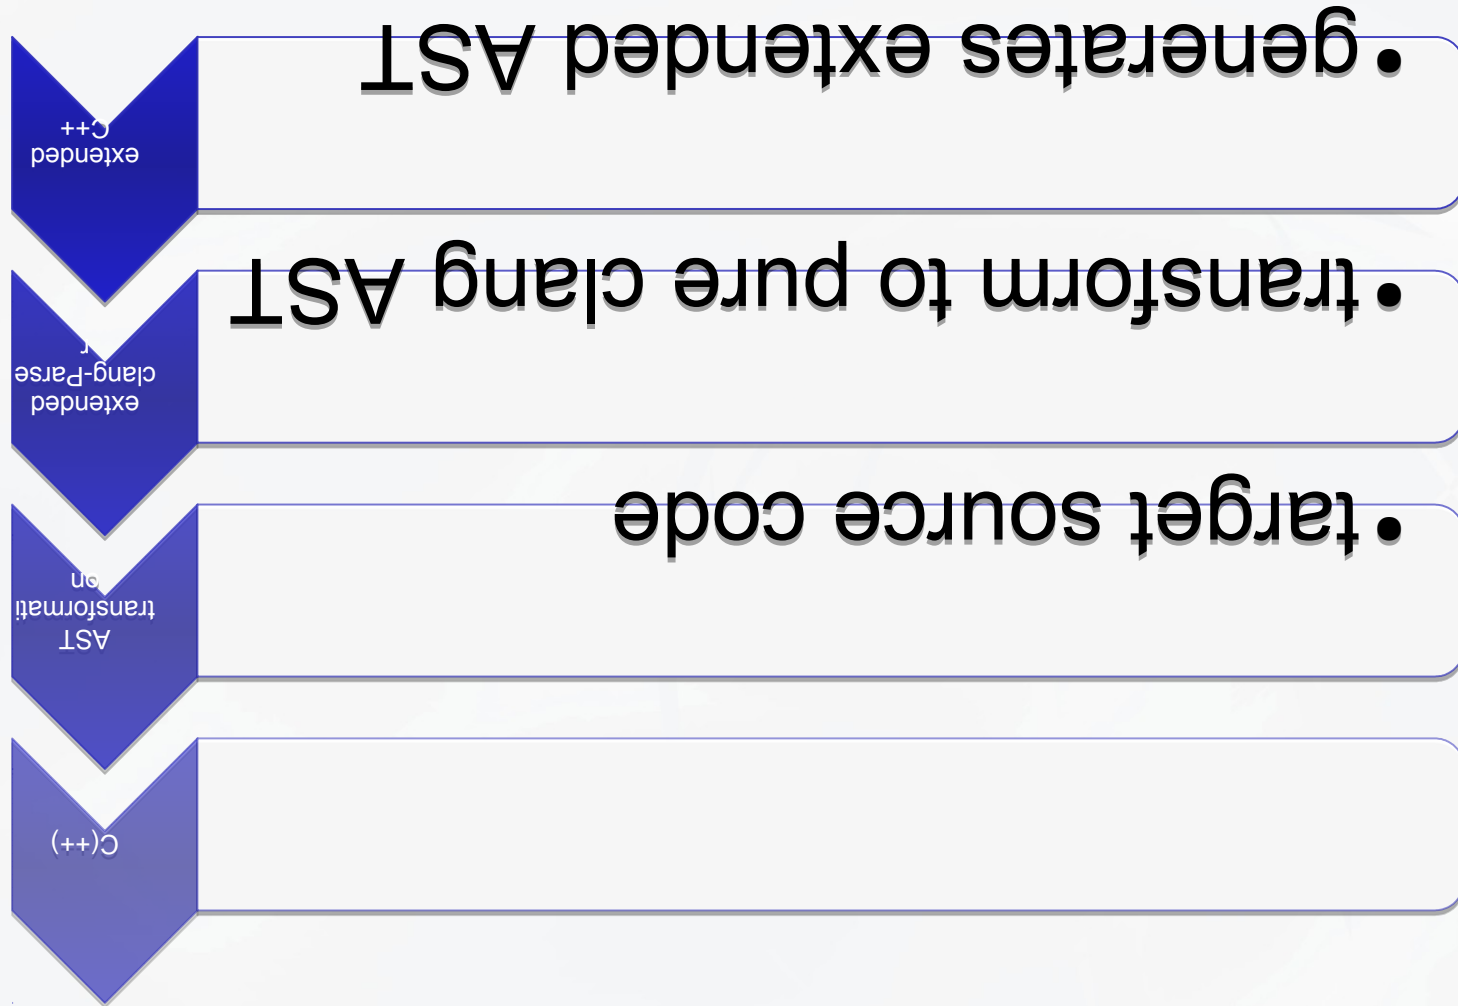 extended
C++
• generates extended AST
extended
clang-Parse
r
• transform to pure clang AST
AST
transformati
on
• target source code
C(++)